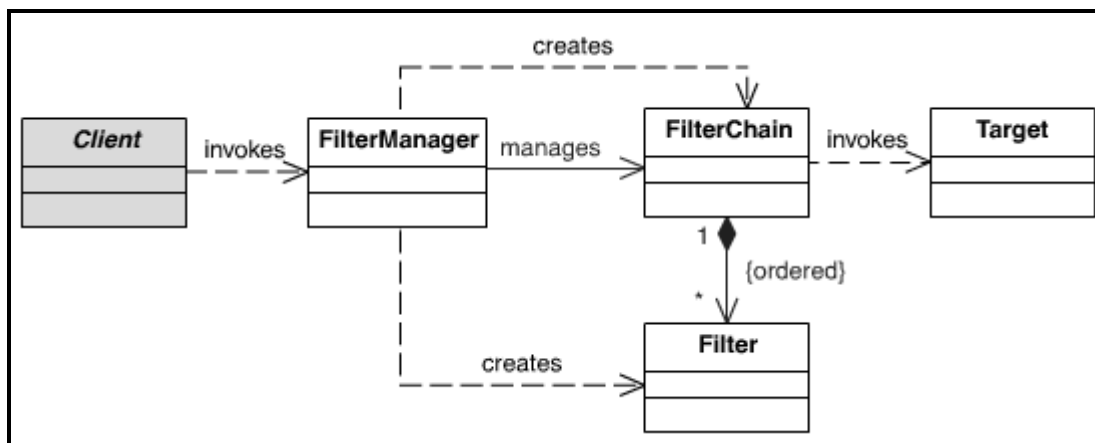 creates
Client
invokes
FilterManager
manages
FilterChain
invokes
Target
1
{ordered}
*
Filter
creates